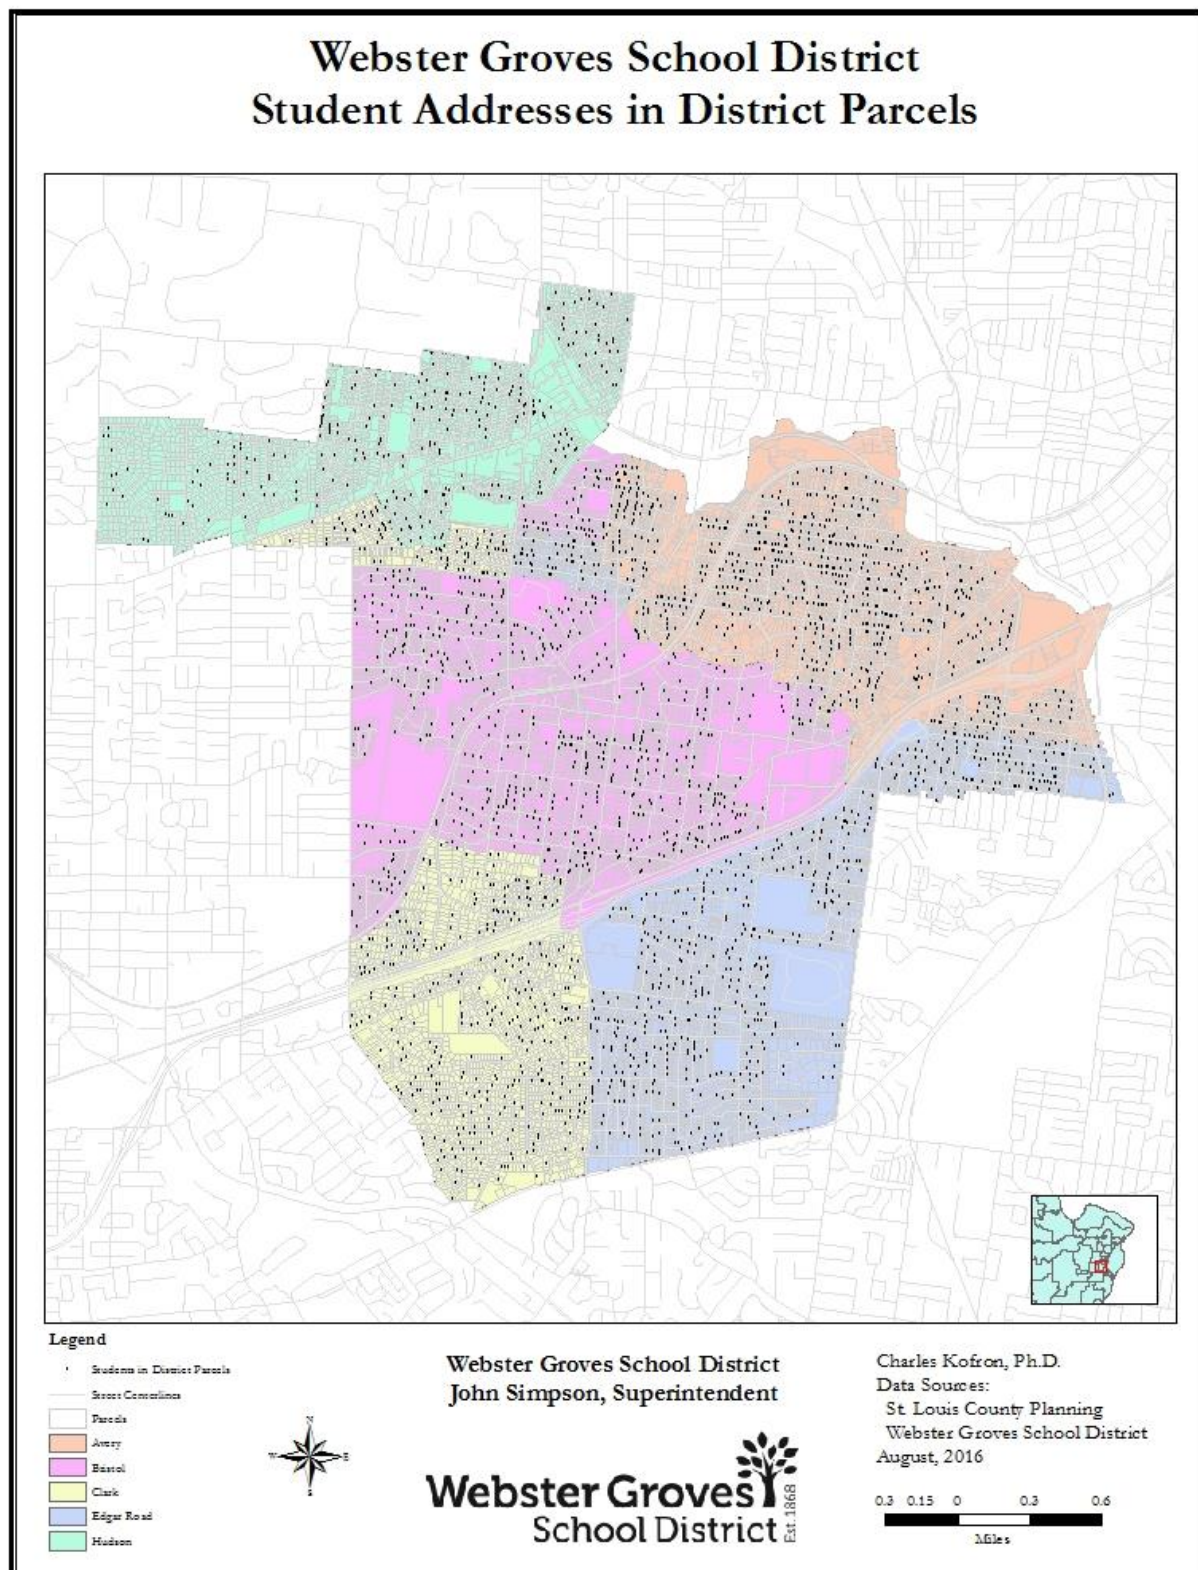 Webster Groves School District
Student Addresses in District Parcels
Legend
Students in District Parcels
Street Centerlines
Parcels
Avery
Bristol
Clark
Edgar Road
Hudson
N
W E
S
Webster Groves School District
John Simpson, Superintendent
Webster Groves
School District
Est. 1868
Charles Kofron, Ph.D.
Data Sources:
St. Louis County Planning
Webster Groves School District
August, 2016
0.3 0.15 0 0.3 0.6
Miles